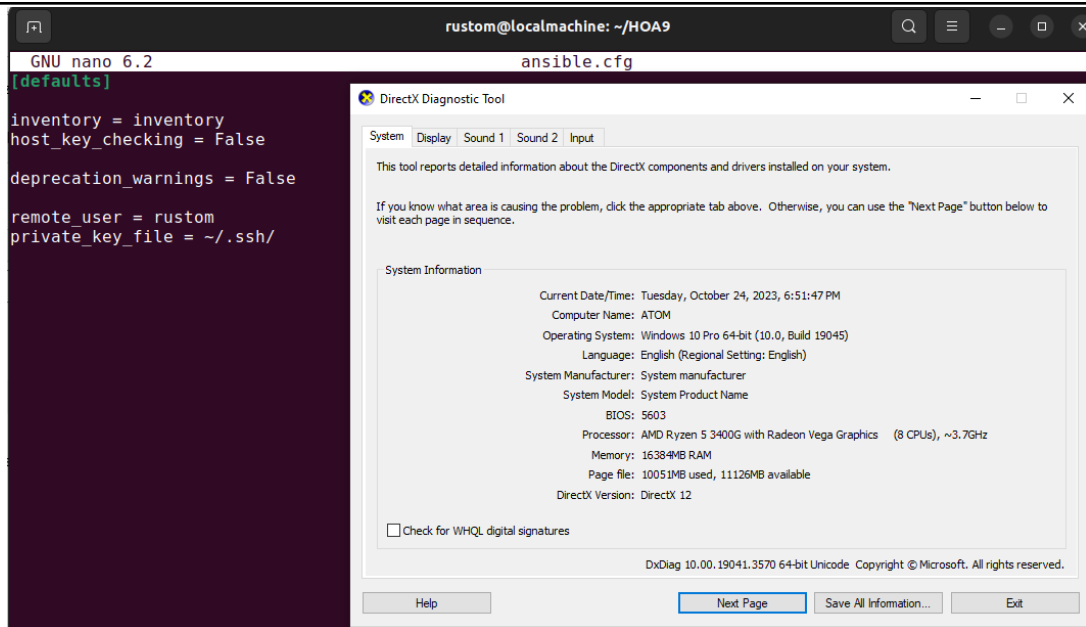 rustom@localmachine: ~/HOA9
GNU nano 6.2 ansible.cfg
[defaults]
inventory = inventory
host_key_checking = False
deprecation_warnings = False
remote_user = rustom
private_key_file = ~/.ssh/
DirectX Diagnostic Tool
System Display Sound 1 Sound 2 Input
This tool reports detailed information about the DirectX components and drivers installed on your system.
If you know what area is causing the problem, click the appropriate tab above. Otherwise, you can use the "Next Page" button below to
visit each page in sequence.
System Information
Current Date/Time: Tuesday, October 24, 2023, 6:51:47 PM
Computer Name: ATOM
Operating System: Windows 10 Pro 64-bit (10.0, Build 19045)
Language: English (Regional Setting: English)
System Manufacturer: System manufacturer
System Model: System Product Name
BIOS: 5603
Processor: AMD Ryzen 5 3400G with Radeon Vega Graphics (8 CPUs), ~3.7GHz
Memory: 16384MB RAM
Page file: 10051MB used, 11126MB available
DirectX Version: DirectX 12
Check for WHQL digital signatures
DxDiag 10.00.19041.3570 64-bit Unicode Copyright © Microsoft. All rights reserved.
Help Next Page Save All Information... Exit